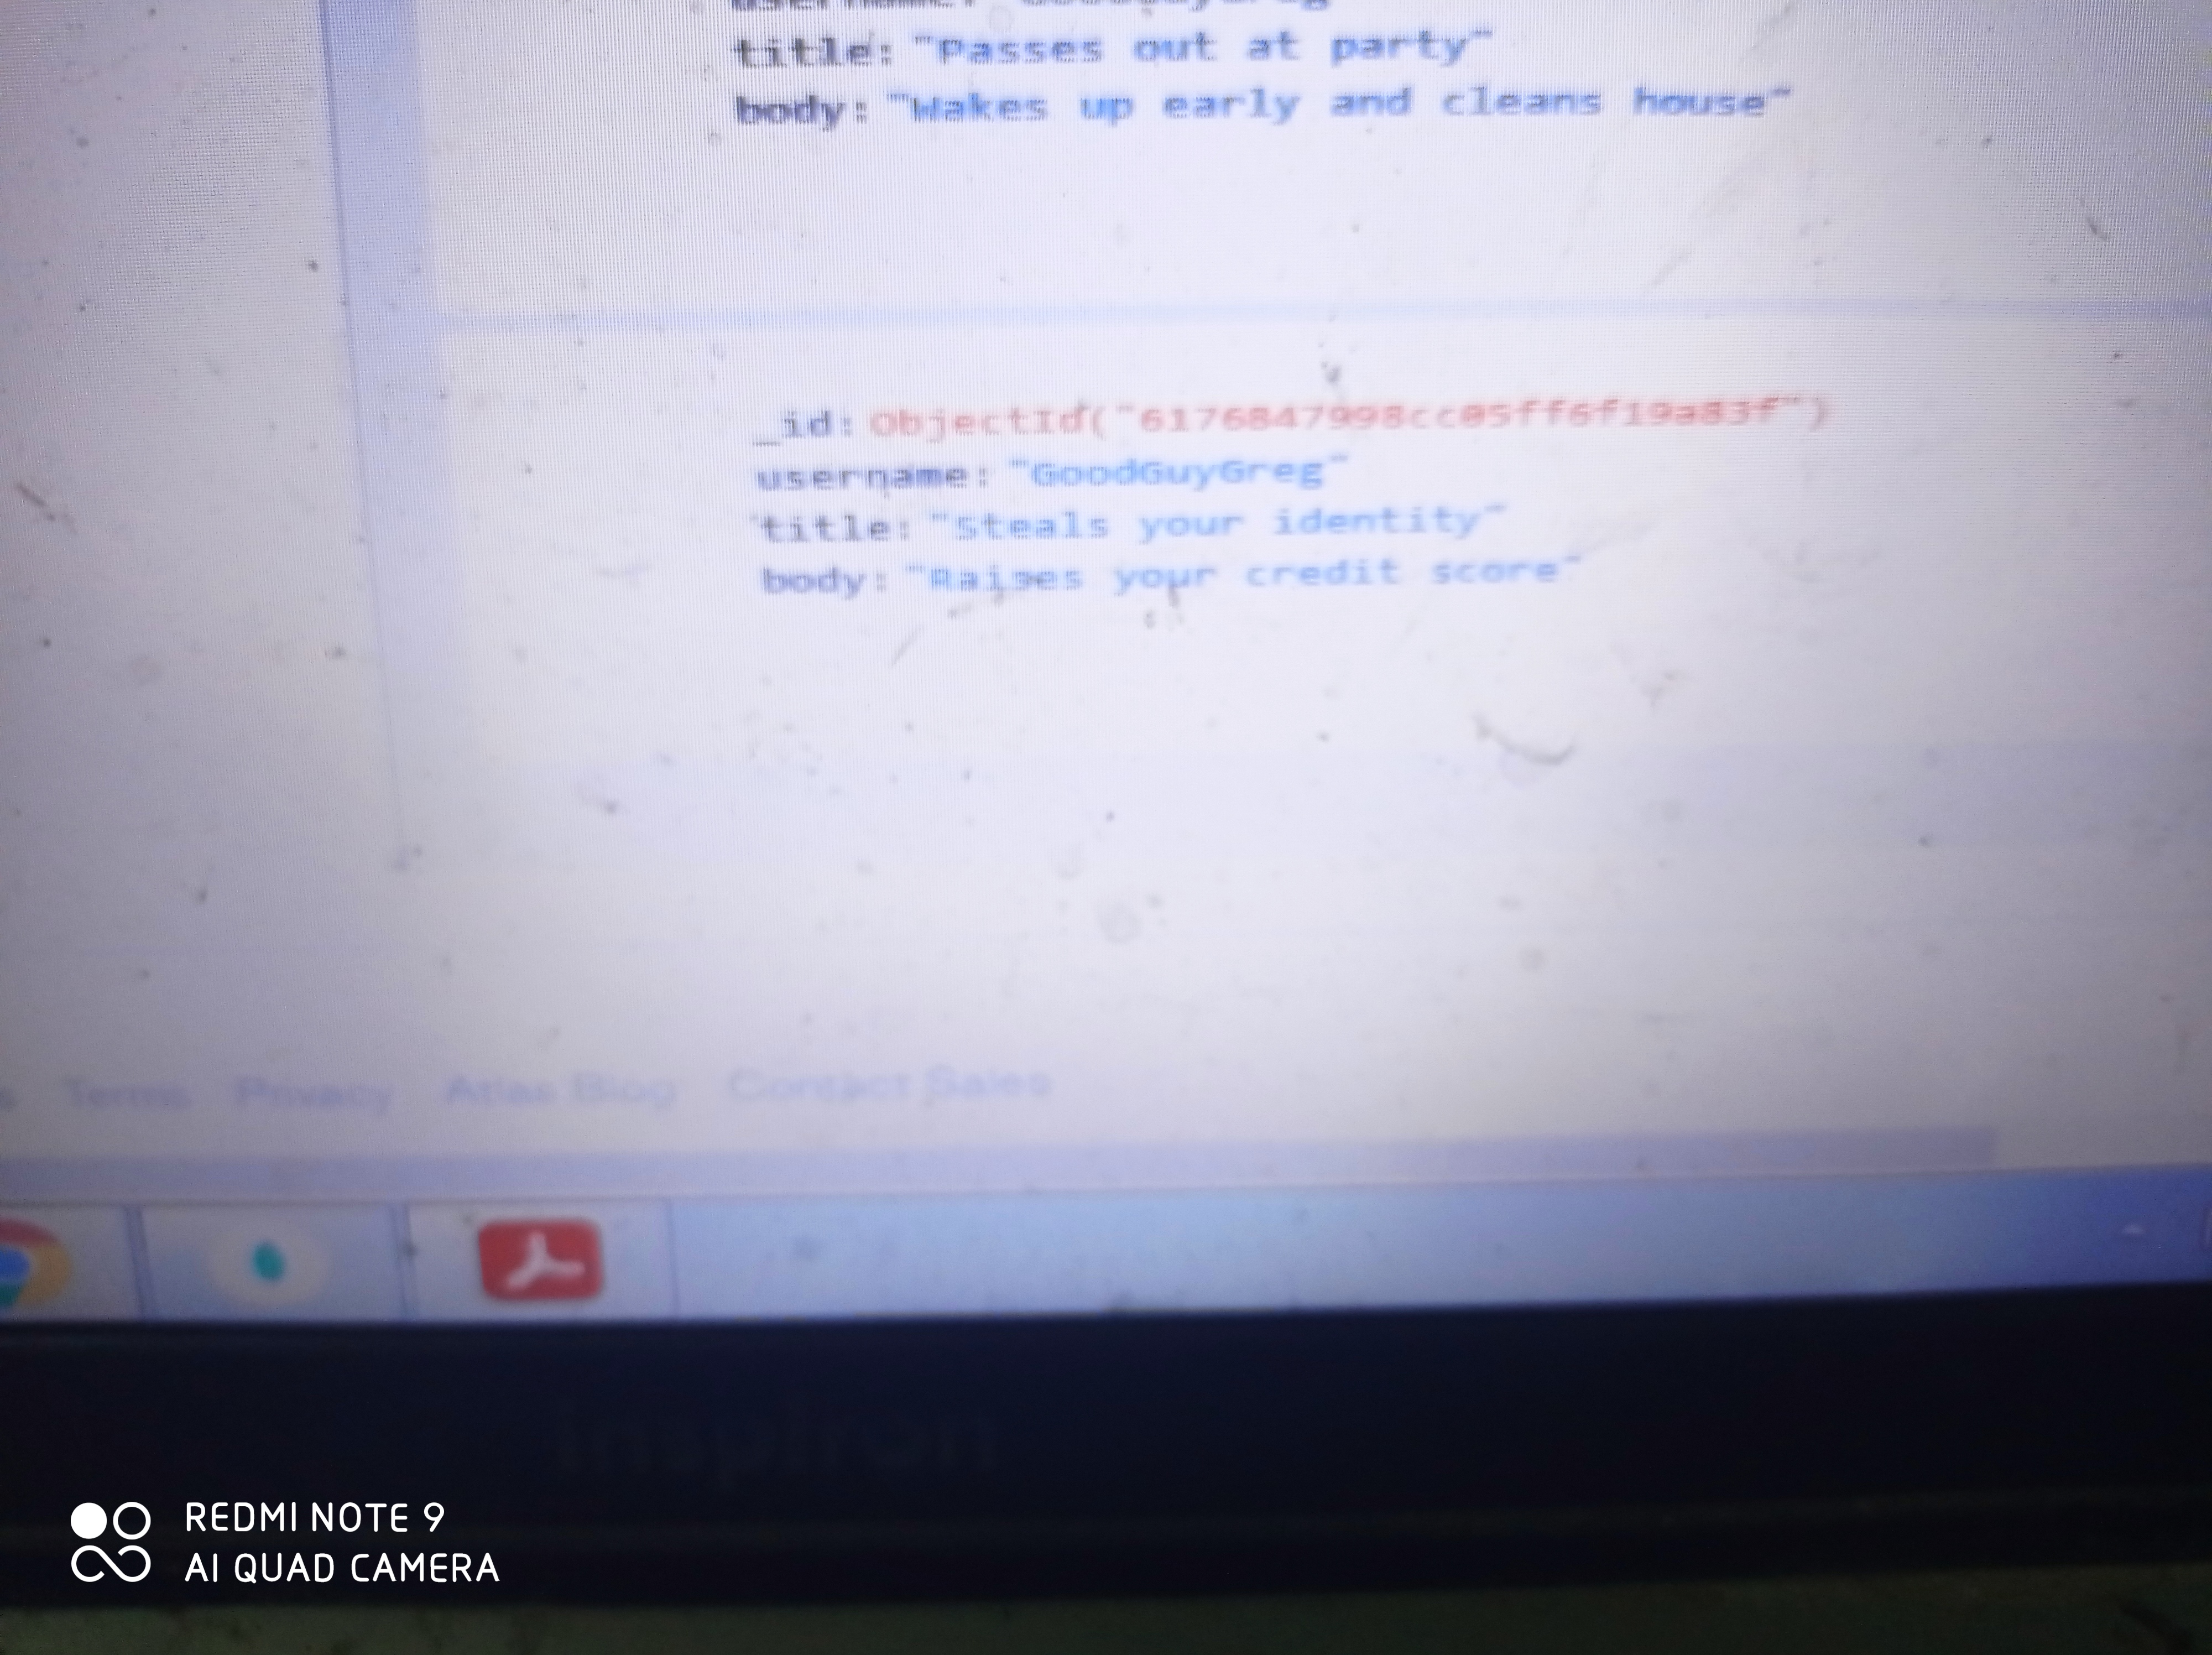 title: "Passes out at party"
body: "Wakes up early and cleans house"
_id: ObjectId("6176847998cc05ff6f19a83f")
username: "GoodGuyGreg"
title: "Steals your identity"
body: "Raises your credit score"
Terms Privacy Atlas Blog Contact Sales
inspiron
REDMI NOTE 9
AI QUAD CAMERA